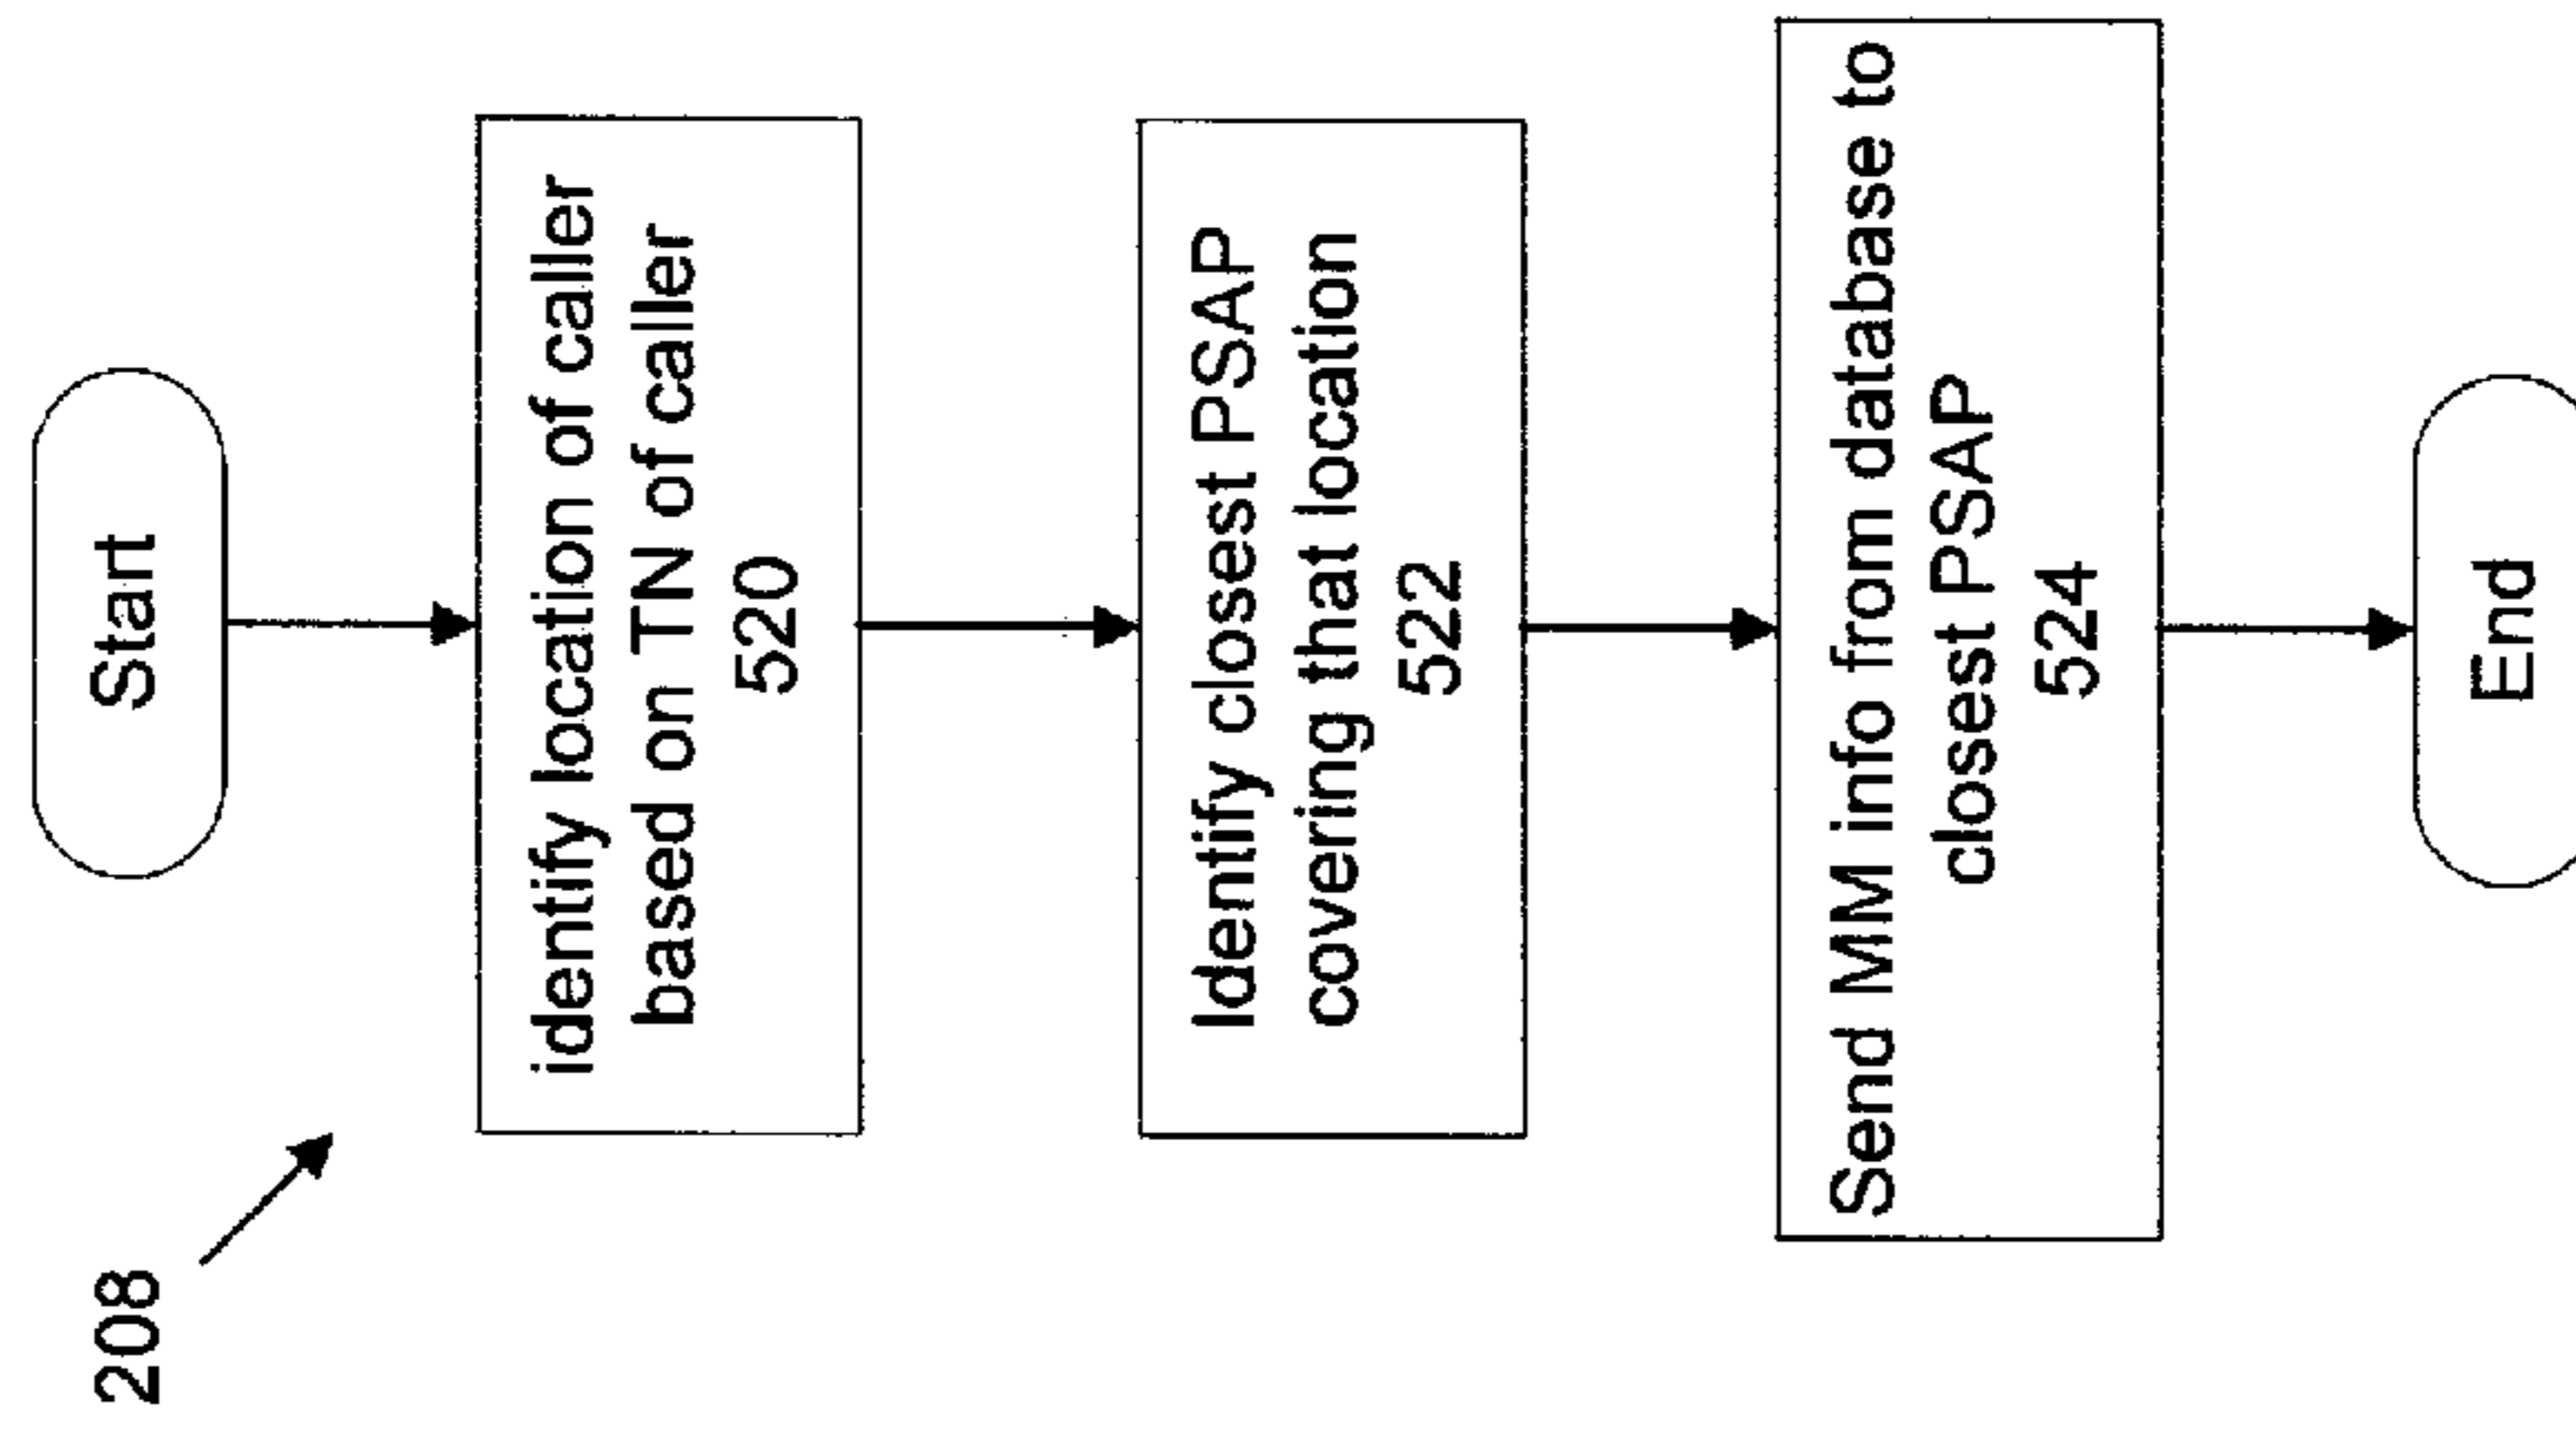 208
Start
identify location of caller
based on TN of caller
520
Identify closest PSAP
covering that location
522
Send MM info from database to
closest PSAP
524
End